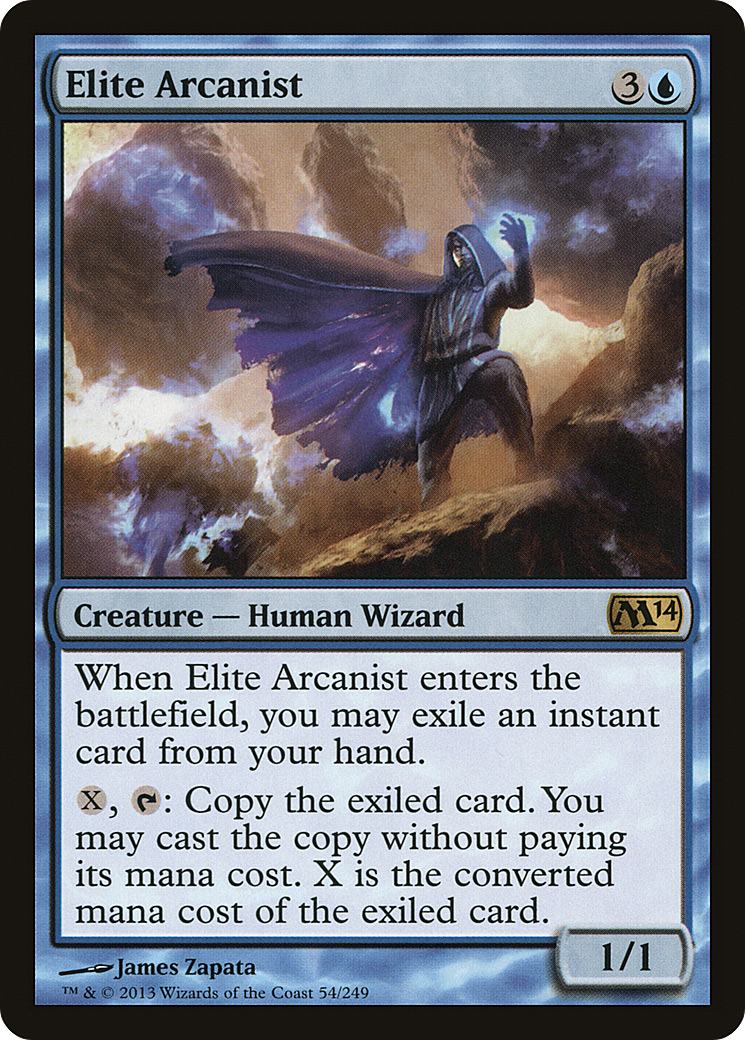 Elite Arcanist 3
Creature — Human Wizard M14
When Elite Arcanist enters the
battlefield, you may exile an instant
card from your hand.
X, : Copy the exiled card. You
may cast the copy without paying
its mana cost. X is the converted
mana cost of the exiled card.
1/1
James Zapata
™ & © 2013 Wizards of the Coast 54/249